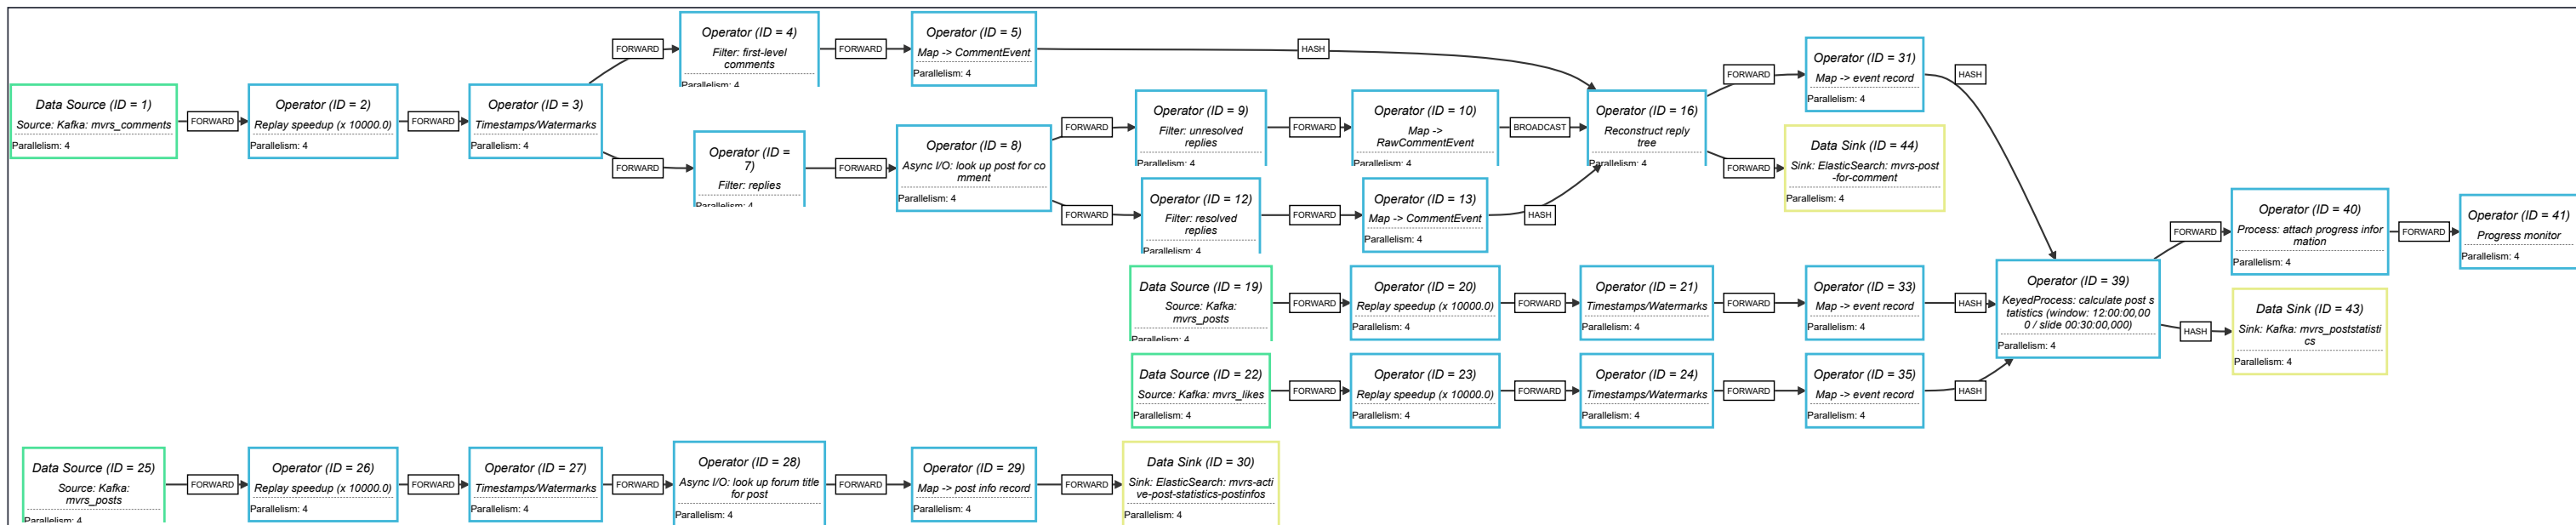 Data Source (ID = 1)
Source: Kafka: mvrs_comments
Parallelism: 4
FORWARD
Operator (ID = 2)
Replay speedup (x 10000.0)
Parallelism: 4
FORWARD
Operator (ID = 3)
Timestamps/Watermarks
Parallelism: 4
FORWARD
FORWARD
Operator (ID = 4)
Filter: first-level
comments
Parallelism: 4
FORWARD
Operator (ID = 5)
Map -> CommentEvent
Parallelism: 4
HASH
Operator (ID =
7)
Filter: replies
Parallelism: 4
FORWARD
Operator (ID = 8)
Async I/O: look up post for co
mment
Parallelism: 4
FORWARD
FORWARD
Operator (ID = 9)
Filter: unresolved
replies
Parallelism: 4
FORWARD
Operator (ID = 10)
Map ->
RawCommentEvent
Parallelism: 4
BROADCAST
Operator (ID = 12)
Filter: resolved
replies
Parallelism: 4
FORWARD
Operator (ID = 13)
Map -> CommentEvent
Parallelism: 4
HASH
Operator (ID = 16)
Reconstruct reply
tree
Parallelism: 4
FORWARD
FORWARD
Operator (ID = 31)
Map -> event record
Parallelism: 4
HASH
Data Sink (ID = 44)
Sink: ElasticSearch: mvrs-post
-for-comment
Parallelism: 4
Data Source (ID = 19)
Source: Kafka:
mvrs_posts
Parallelism: 4
FORWARD
Operator (ID = 20)
Replay speedup (x 10000.0)
Parallelism: 4
FORWARD
Operator (ID = 21)
Timestamps/Watermarks
Parallelism: 4
FORWARD
Operator (ID = 33)
Map -> event record
Parallelism: 4
HASH
Data Source (ID = 22)
Source: Kafka: mvrs_likes
Parallelism: 4
FORWARD
Operator (ID = 23)
Replay speedup (x 10000.0)
Parallelism: 4
FORWARD
Operator (ID = 24)
Timestamps/Watermarks
Parallelism: 4
FORWARD
Operator (ID = 35)
Map -> event record
Parallelism: 4
HASH
Operator (ID = 39)
KeyedProcess: calculate post s
tatistics (window: 12:00:00,00
0 / slide 00:30:00,000)
Parallelism: 4
FORWARD
HASH
Operator (ID = 40)
Process: attach progress infor
mation
Parallelism: 4
FORWARD
Operator (ID = 41)
Progress monitor
Parallelism: 4
Data Sink (ID = 43)
Sink: Kafka: mvrs_poststatisti
cs
Parallelism: 4
Data Source (ID = 25)
Source: Kafka:
mvrs_posts
Parallelism: 4
FORWARD
Operator (ID = 26)
Replay speedup (x 10000.0)
Parallelism: 4
FORWARD
Operator (ID = 27)
Timestamps/Watermarks
Parallelism: 4
FORWARD
Operator (ID = 28)
Async I/O: look up forum title
for post
Parallelism: 4
FORWARD
Operator (ID = 29)
Map -> post info record
Parallelism: 4
FORWARD
Data Sink (ID = 30)
Sink: ElasticSearch: mvrs-acti
ve-post-statistics-postinfos
Parallelism: 4